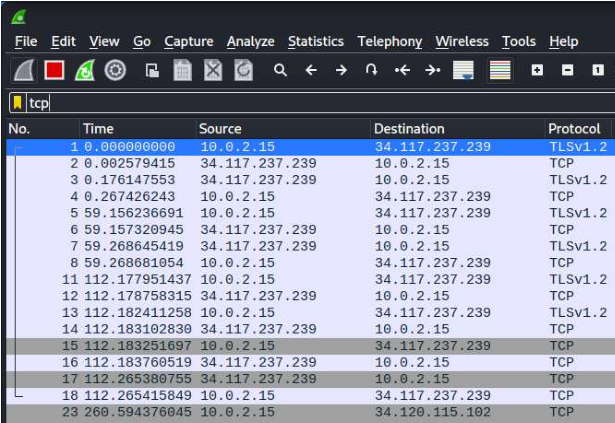 File Edit View Go Capture Analyze Statistics Telephony Wireless Tools Help
tcp
No. Time Source Destination Protocol
1 0.000000000 10.0.2.15 34.117.237.239 TLSv1.2
2 0.002579415 34.117.237.239 10.0.2.15 TCP
3 0.176147553 34.117.237.239 10.0.2.15 TLSv1.2
4 0.267426243 10.0.2.15 34.117.237.239 TCP
5 59.156236691 10.0.2.15 34.117.237.239 TLSv1.2
6 59.157320945 34.117.237.239 10.0.2.15 TCP
7 59.268645419 34.117.237.239 10.0.2.15 TLSv1.2
8 59.268681054 10.0.2.15 34.117.237.239 TCP
11 112.177951437 10.0.2.15 34.117.237.239 TLSv1.2
12 112.178758315 34.117.237.239 10.0.2.15 TCP
13 112.182411258 10.0.2.15 34.117.237.239 TLSv1.2
14 112.183102830 34.117.237.239 10.0.2.15 TCP
15 112.183251697 10.0.2.15 34.117.237.239 TCP
16 112.183760519 34.117.237.239 10.0.2.15 TCP
17 112.265380755 34.117.237.239 10.0.2.15 TCP
18 112.265415849 10.0.2.15 34.117.237.239 TCP
23 260.594376045 10.0.2.15 34.120.115.102 TCP